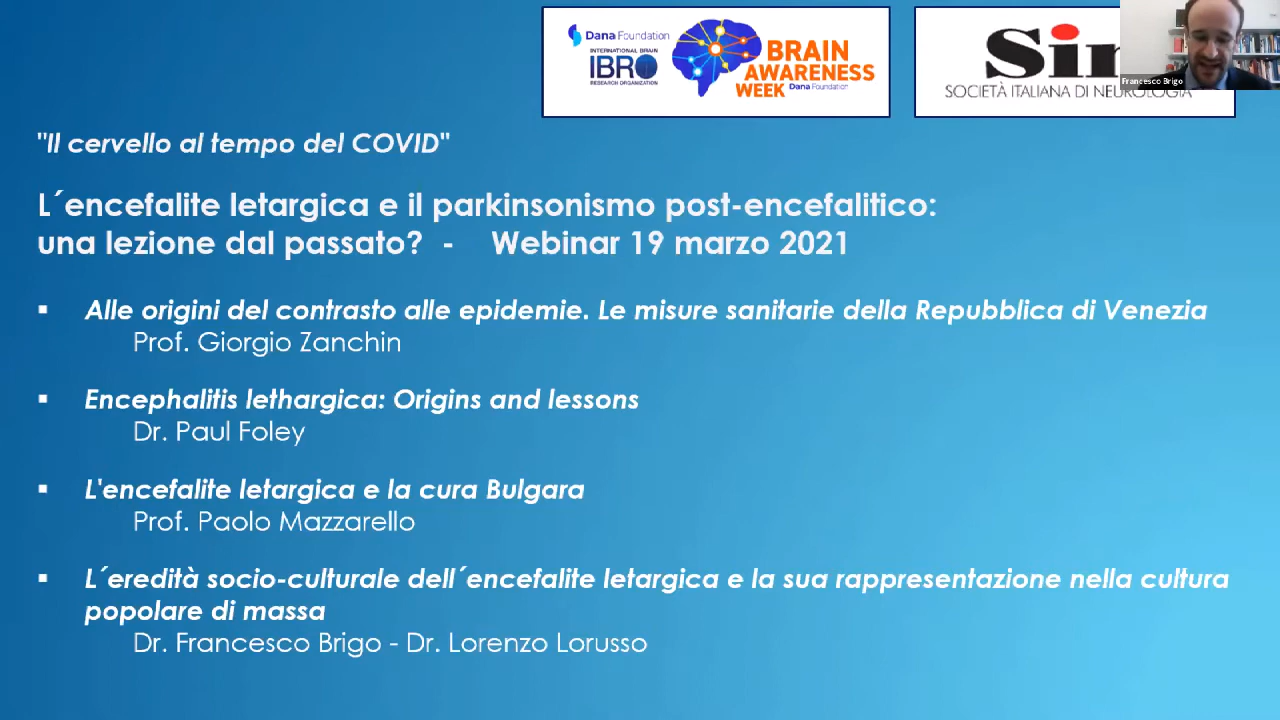 Dana Foundation
INTERNATIONAL BRAIN
IBRO
RESEARCH ORGANIZATION
BRAIN
AWARENESS
WEEK Dana Foundation
SOCIETÀ ITALIANA DI NEUROLOGIA
Francesco Brigo
"Il cervello al tempo del COVID"
L´encefalite letargica e il parkinsonismo post-encefalitico:
una lezione dal passato? - Webinar 19 marzo 2021
▪ Alle origini del contrasto alle epidemie. Le misure sanitarie della Repubblica di Venezia
Prof. Giorgio Zanchin
▪ Encephalitis lethargica: Origins and lessons
Dr. Paul Foley
▪ L'encefalite letargica e la cura Bulgara
Prof. Paolo Mazzarello
▪ L´eredità socio-culturale dell´encefalite letargica e la sua rappresentazione nella cultura
popolare di massa
Dr. Francesco Brigo - Dr. Lorenzo Lorusso